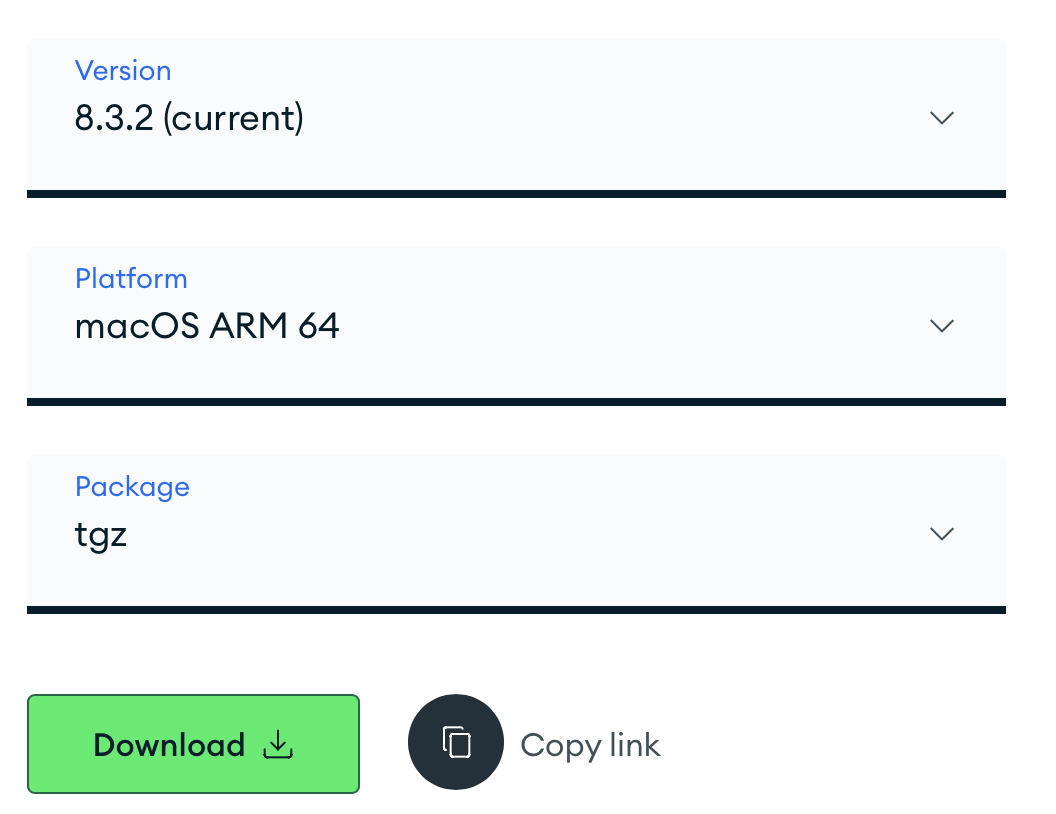 Version
8.3.2 (current)
Platform
macOS ARM 64
Package
tgz
Download
Copy link